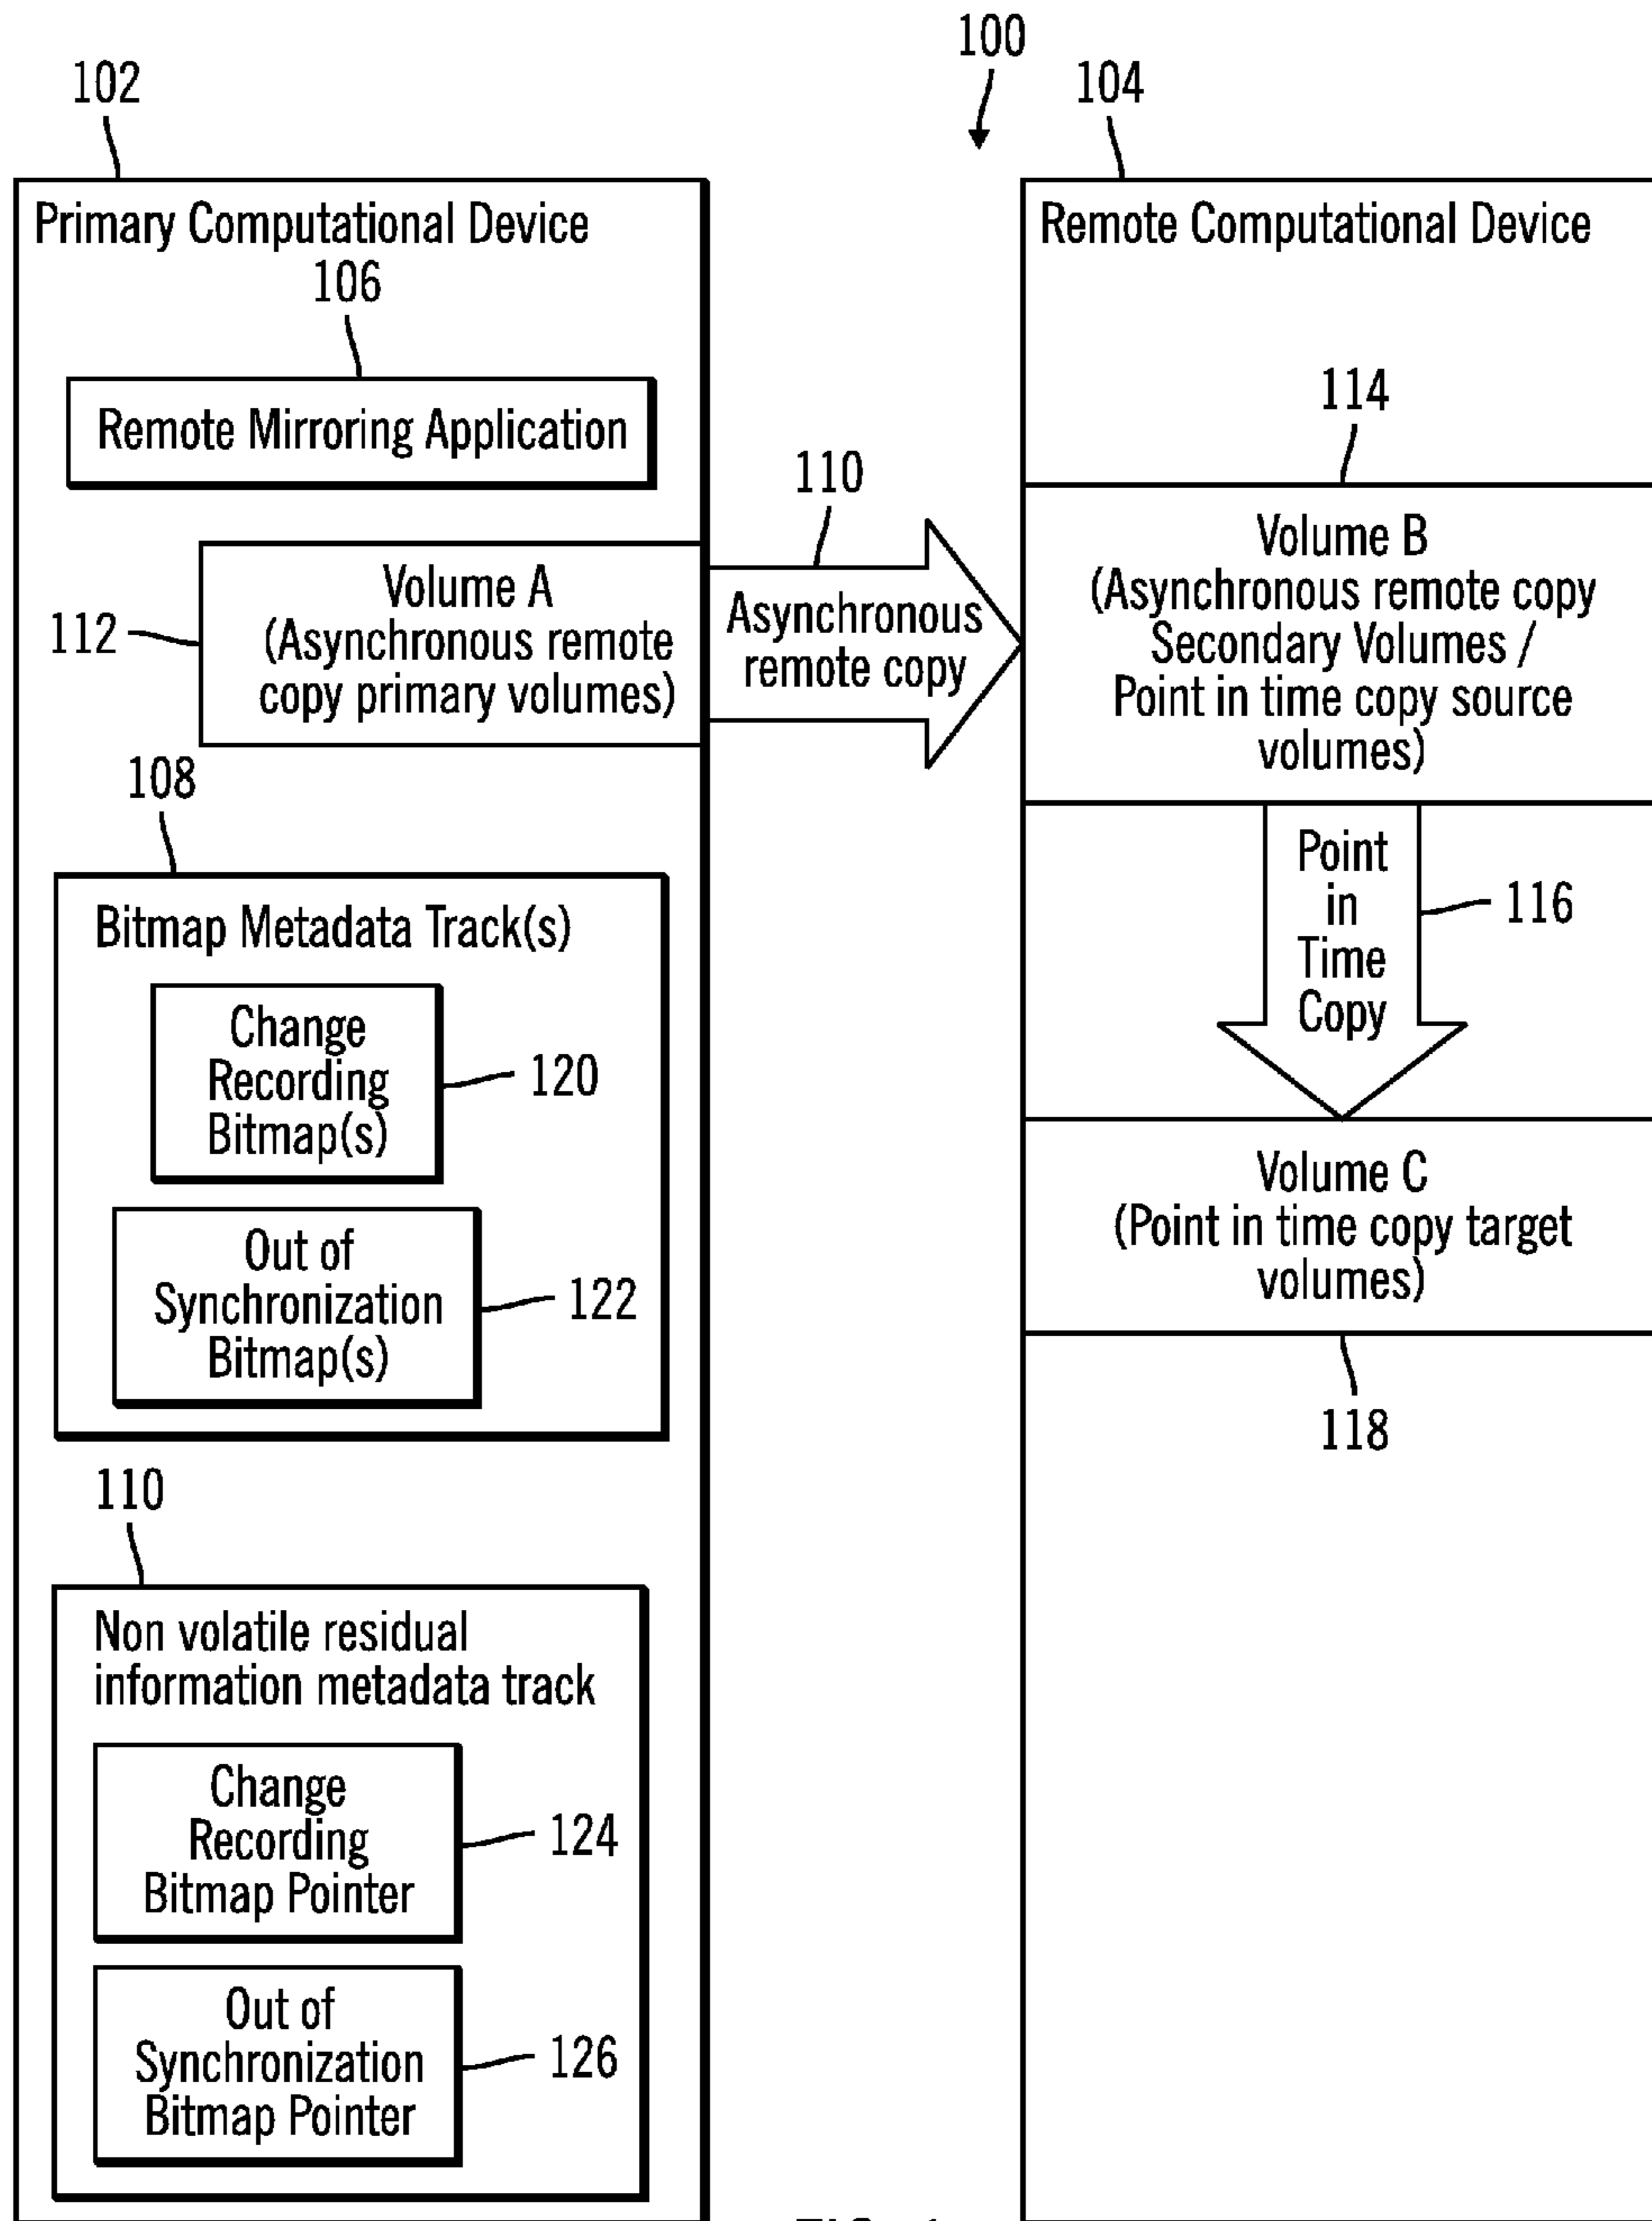 100
102
104
Primary Computational Device
106
Remote Mirroring Application
112
Volume A
(Asynchronous remote
copy primary volumes)
110
Asynchronous
remote copy
Remote Computational Device
114
Volume B
(Asynchronous remote copy
Secondary Volumes /
Point in time copy source
volumes)
Point
in
Time
Copy
116
Volume C
(Point in time copy target
volumes)
118
108
Bitmap Metadata Track(s)
Change
Recording
Bitmap(s)
120
Out of
Synchronization
Bitmap(s)
122
110
Non volatile residual
information metadata track
Change
Recording
Bitmap Pointer
124
Out of
Synchronization
Bitmap Pointer
126